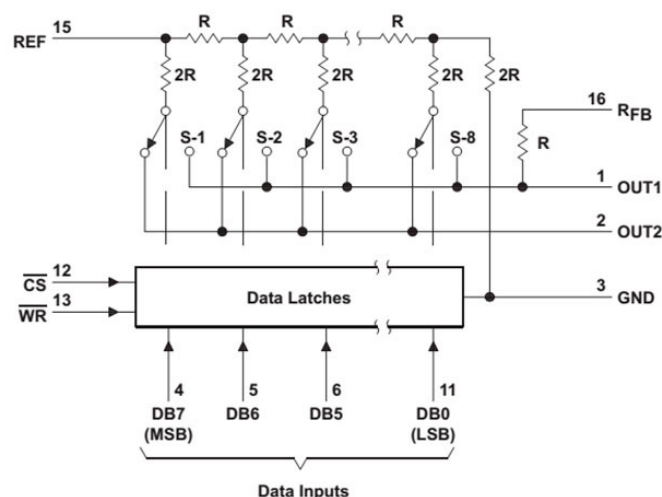 R R R
15
REF
2R 2R 2R 2R 2R
16
RFB
S-1 S-2 S-3 S-8
R
1
OUT1
2
OUT2
12
CS
13
WR
Data Latches
3
GND
4 5 6 11
DB7 DB6 DB5 DB0
(MSB) (LSB)
Data Inputs